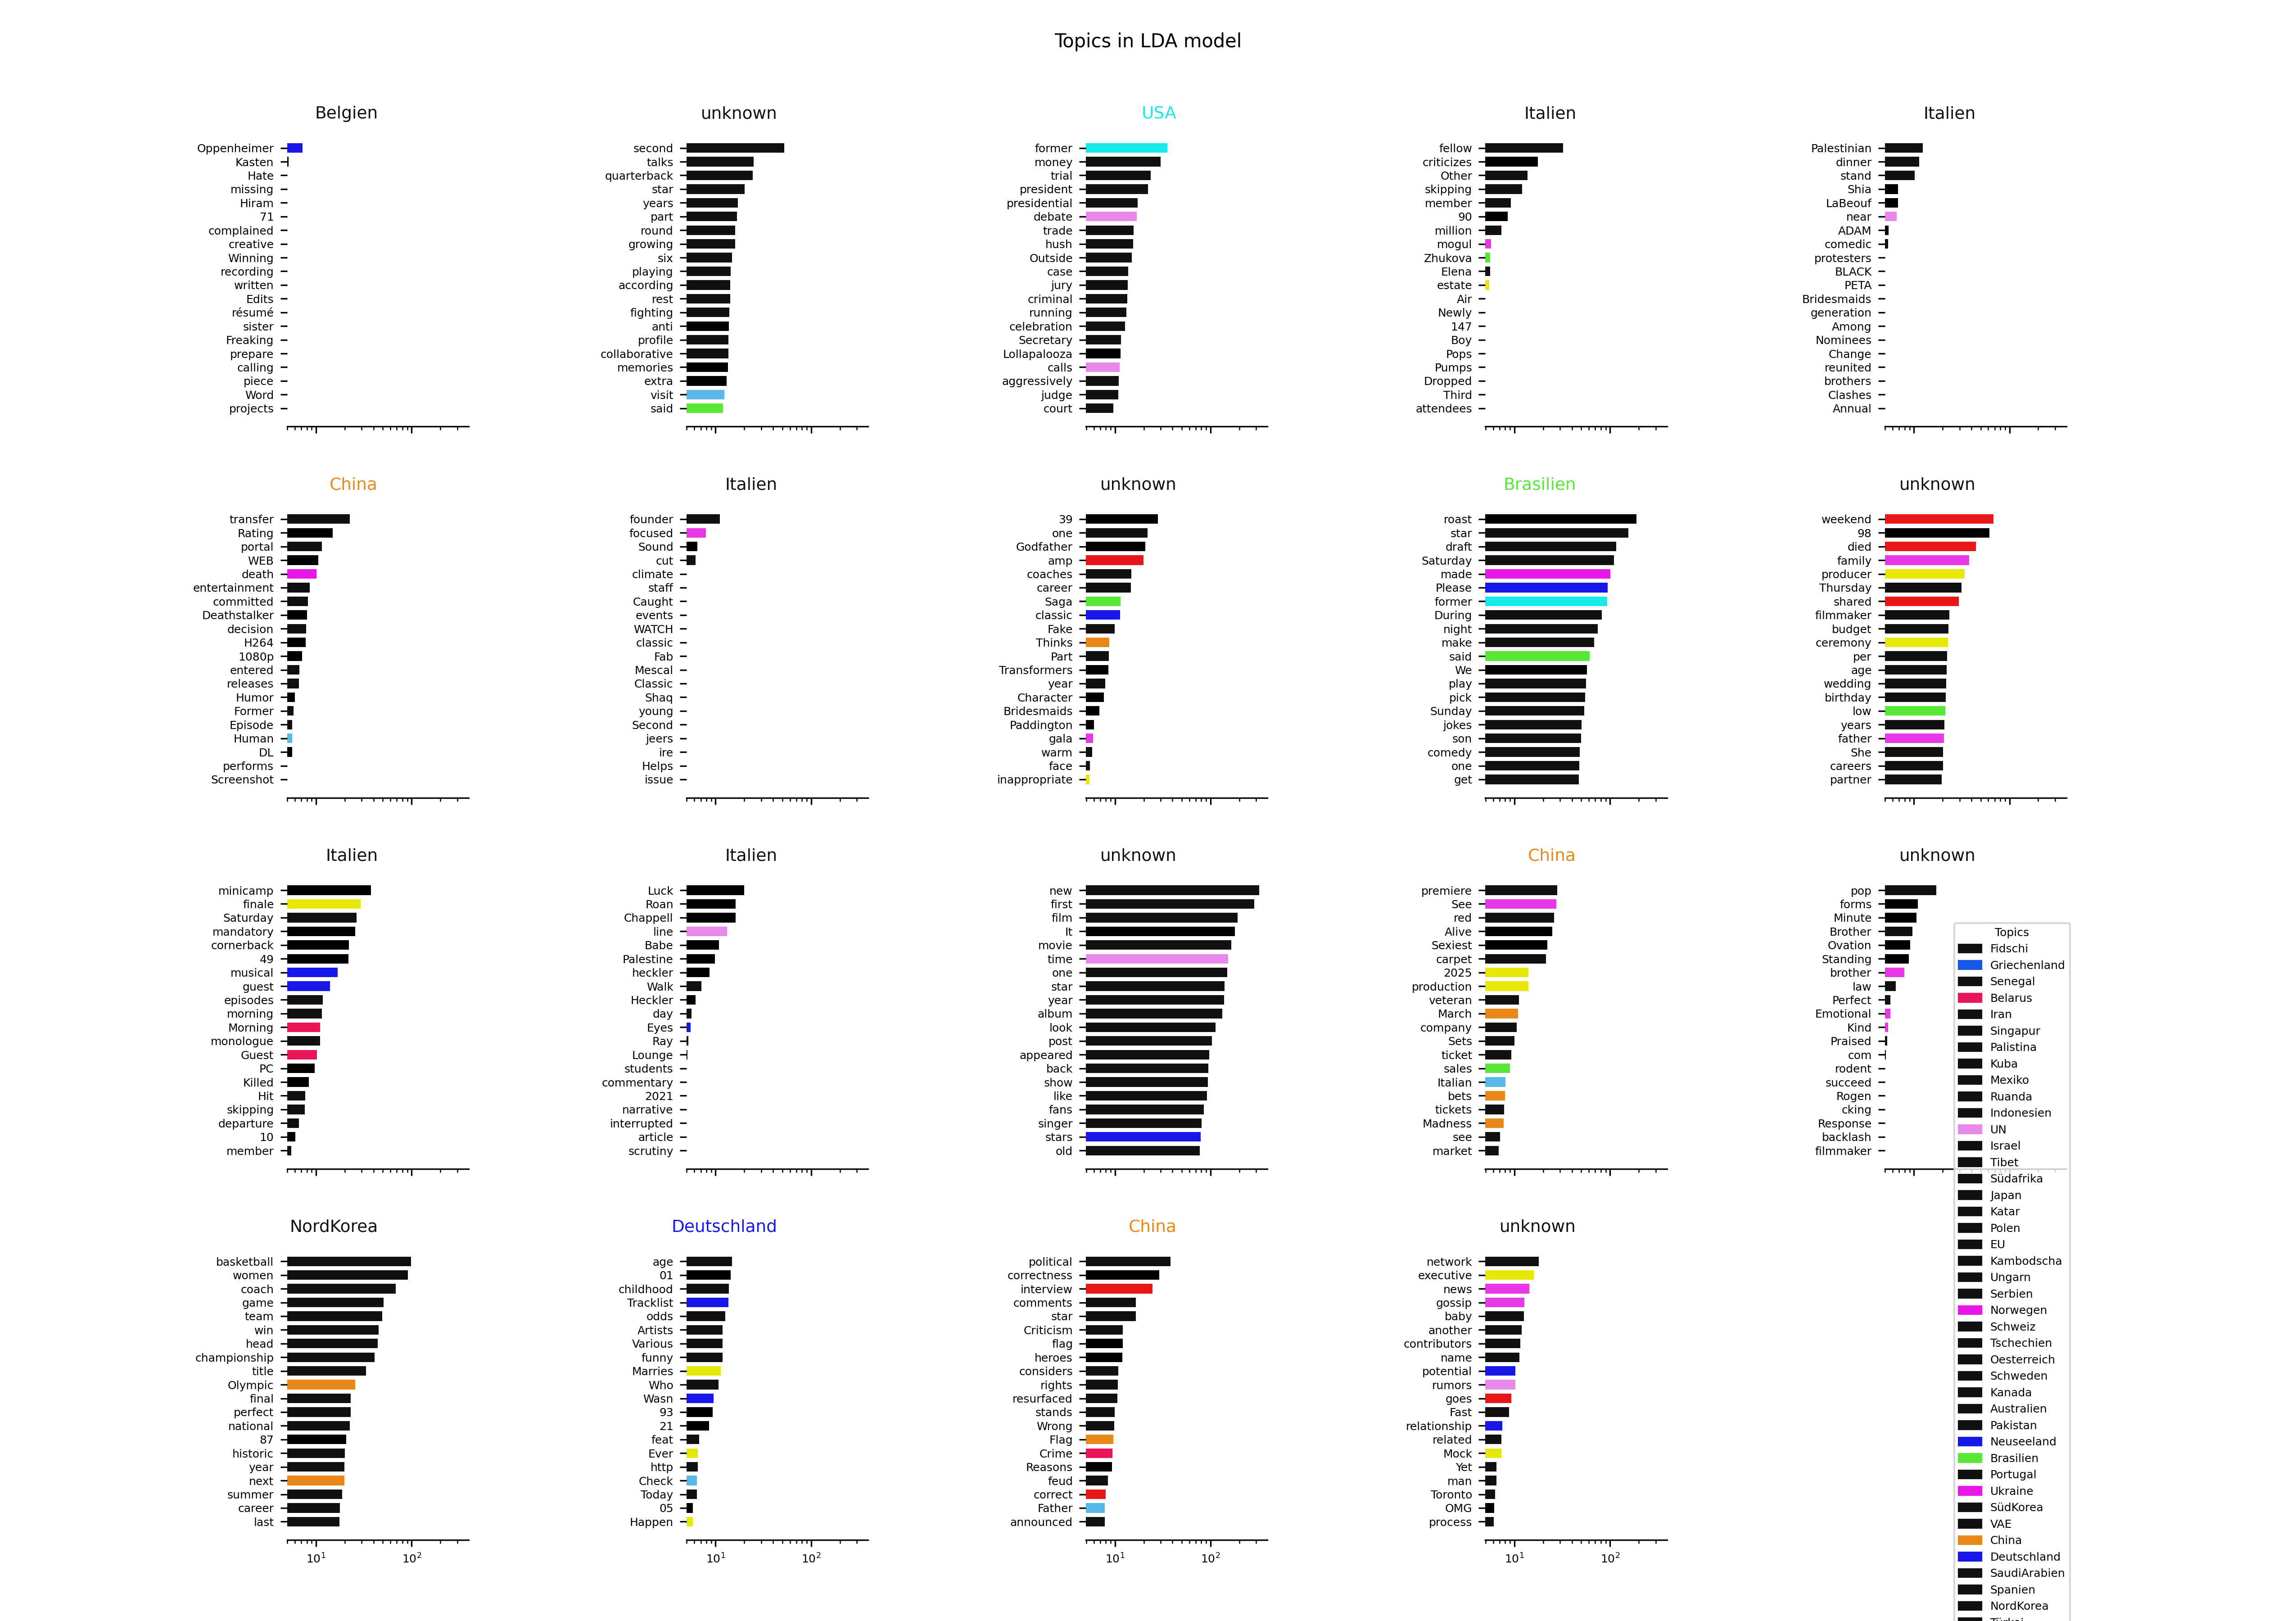 Topics in LDA model
Belgien
Oppenheimer
Kasten
Hate
missing
Hiram
71
complained
creative
Winning
recording
written
Edits
résumé
sister
Freaking
prepare
calling
piece
Word
projects
unknown
second
talks
quarterback
star
years
part
round
growing
six
playing
according
rest
fighting
anti
profile
collaborative
memories
extra
visit
said
USA
former
money
trial
president
presidential
debate
trade
hush
Outside
case
jury
criminal
running
celebration
Secretary
Lollapalooza
calls
aggressively
judge
court
Italien
fellow
criticizes
Other
skipping
member
90
million
mogul
Zhukova
Elena
estate
Air
Newly
147
Boy
Pops
Pumps
Dropped
Third
attendees
Italien
Palestinian
dinner
stand
Shia
LaBeouf
near
ADAM
comedic
protesters
BLACK
PETA
Bridesmaids
generation
Among
Nominees
Change
reunited
brothers
Clashes
Annual
China
transfer
Rating
portal
WEB
death
entertainment
committed
Deathstalker
decision
H264
1080p
entered
releases
Humor
Former
Episode
Human
DL
performs
Screenshot
Italien
founder
focused
Sound
cut
climate
staff
Caught
events
WATCH
classic
Fab
Mescal
Classic
Shaq
young
Second
jeers
ire
Helps
issue
unknown
39
one
Godfather
amp
coaches
career
Saga
classic
Fake
Thinks
Part
Transformers
year
Character
Bridesmaids
Paddington
gala
warm
face
inappropriate
Brasilien
roast
star
draft
Saturday
made
Please
former
During
night
make
said
We
play
pick
Sunday
jokes
son
comedy
one
get
unknown
weekend
98
died
family
producer
Thursday
shared
filmmaker
budget
ceremony
per
age
wedding
birthday
low
years
father
She
careers
partner
Italien
minicamp
finale
Saturday
mandatory
cornerback
49
musical
guest
episodes
morning
Morning
monologue
Guest
PC
Killed
Hit
skipping
departure
10
member
Italien
Luck
Roan
Chappell
line
Babe
Palestine
heckler
Walk
Heckler
day
Eyes
Ray
Lounge
students
commentary
2021
narrative
interrupted
article
scrutiny
unknown
new
first
film
It
movie
time
one
star
year
album
look
post
appeared
back
show
like
fans
singer
stars
old
China
premiere
See
red
Alive
Sexiest
carpet
2025
production
veteran
March
company
Sets
ticket
sales
Italian
bets
tickets
Madness
see
market
unknown
pop
forms
Minute
Brother
Ovation
Standing
brother
law
Perfect
Emotional
Kind
Praised
com
rodent
succeed
Rogen
cking
Response
backlash
filmmaker
NordKorea
basketball
women
coach
game
team
win
head
championship
title
Olympic
final
perfect
national
87
historic
year
next
summer
career
last
10¹ 10²
Deutschland
age
01
childhood
Tracklist
odds
Artists
Various
funny
Marries
Who
Wasn
93
21
feat
Ever
http
Check
Today
05
Happen
10¹ 10²
China
political
correctness
interview
comments
star
Criticism
flag
heroes
considers
rights
resurfaced
stands
Wrong
Flag
Crime
Reasons
feud
correct
Father
announced
10¹ 10²
unknown
network
executive
news
gossip
baby
another
contributors
name
potential
rumors
goes
Fast
relationship
related
Mock
Yet
man
Toronto
OMG
process
10¹ 10²
Topics
Fidschi
Griechenland
Senegal
Belarus
Iran
Singapur
Palistina
Kuba
Mexiko
Ruanda
Indonesien
UN
Israel
Tibet
Südafrika
Japan
Katar
Polen
EU
Kambodscha
Ungarn
Serbien
Norwegen
Schweiz
Tschechien
Oesterreich
Schweden
Kanada
Australien
Pakistan
Neuseeland
Brasilien
Portugal
Ukraine
SüdKorea
VAE
China
Deutschland
SaudiArabien
Spanien
NordKorea